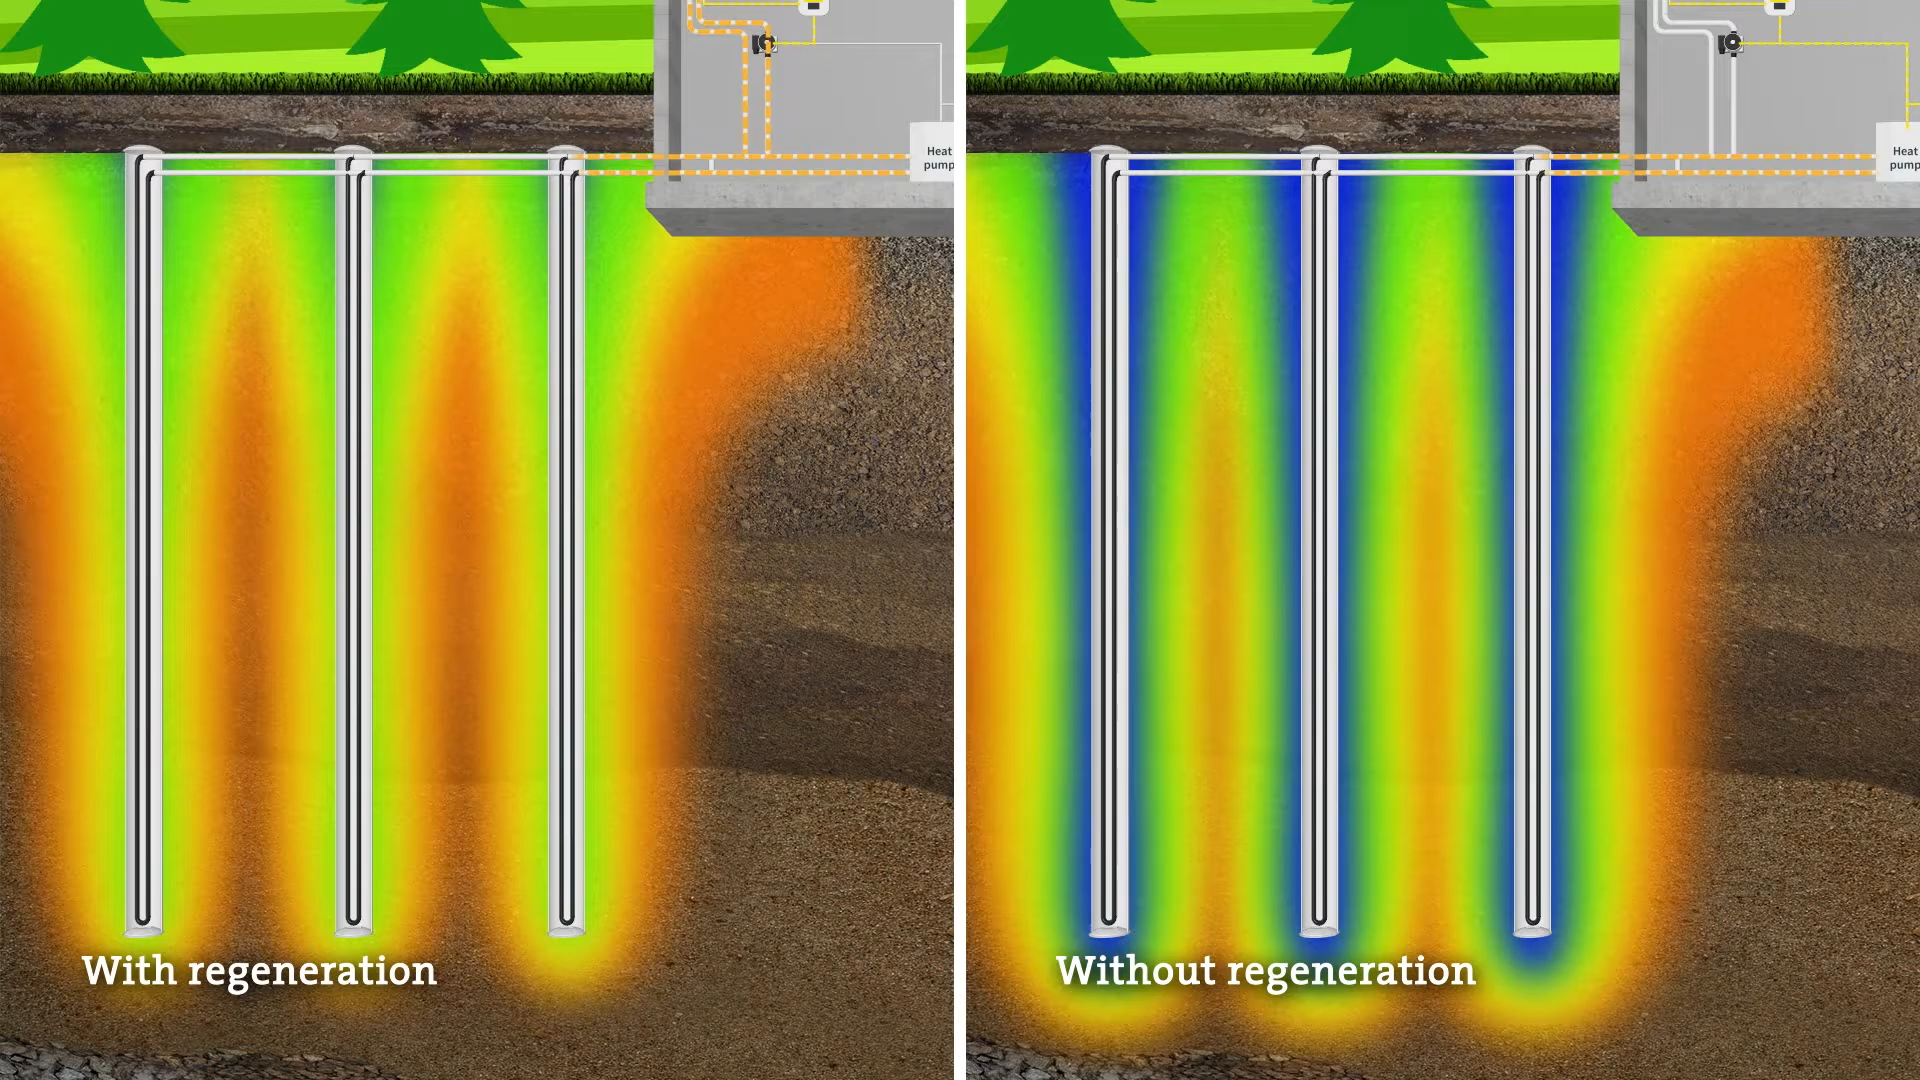 Heat
pump
Heat
pump
With regeneration
Without regeneration